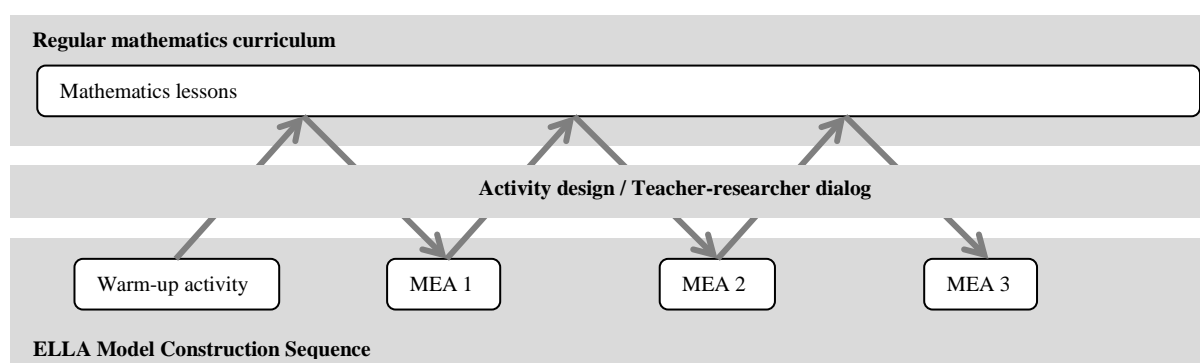 Regular mathematics curriculum
Mathematics lessons
Activity design / Teacher-researcher dialog
Warm-up activity
MEA 1
MEA 2
MEA 3
ELLA Model Construction Sequence